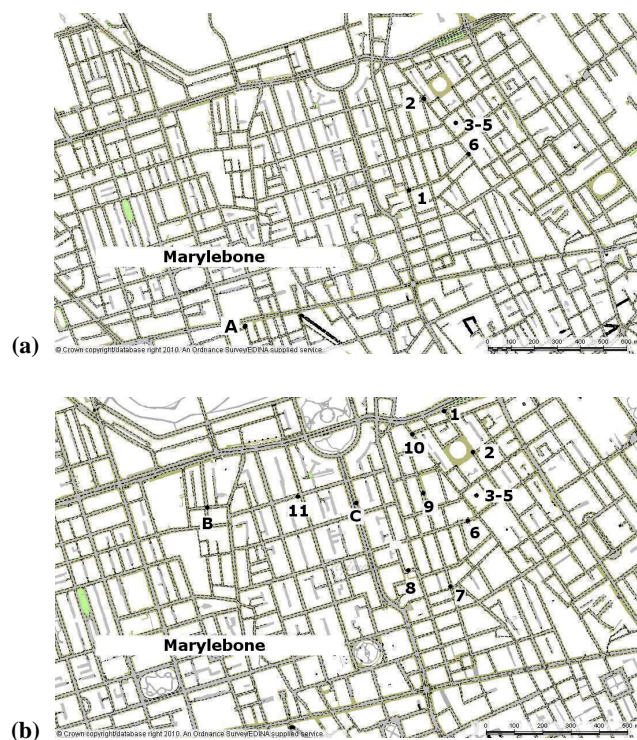 2
3-5
6
1
Marylebone
A
(a)
© Crown copyright/database right 2010. An Ordnance Survey/EDINA supplied service.
0 100 200 300 400 500 600 m
1
10
2
B
11
C
9
3-5
6
8
7
Marylebone
(b)
© Crown copyright/database right 2010. An Ordnance Survey/EDINA supplied service.
0 100 200 300 400 500 600